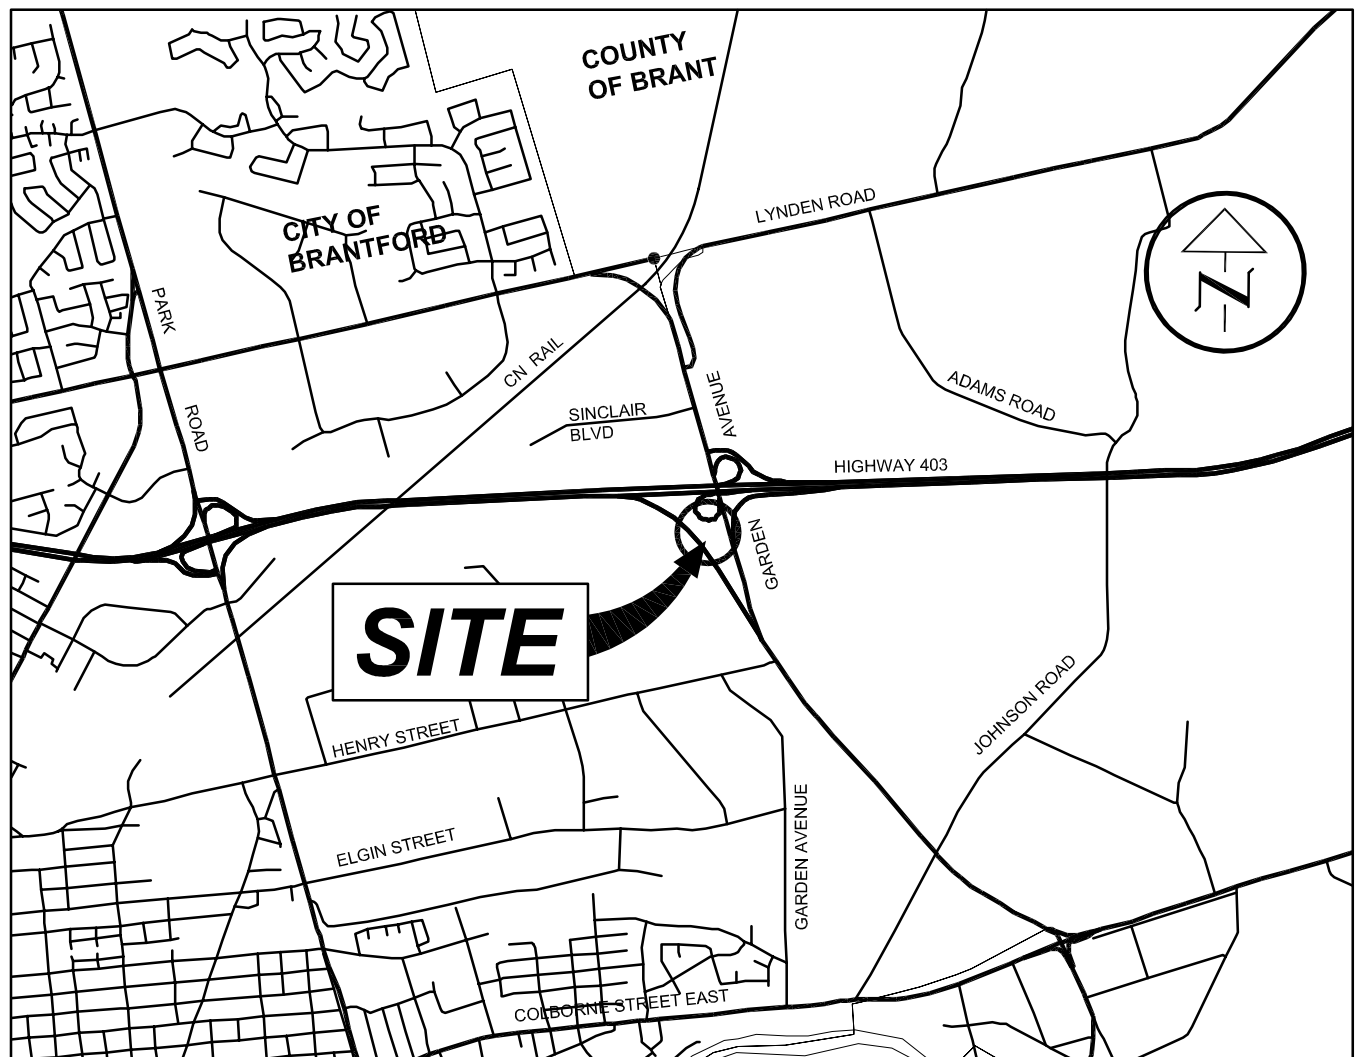 COUNTY
OF BRANT
CITY OF
BRANTFORD
LYNDEN ROAD
PARK
ROAD
CN RAIL
SINCLAIR
BLVD
AVENUE
GARDEN
ADAMS ROAD
HIGHWAY 403
N
SITE
JOHNSON ROAD
HENRY STREET
ELGIN STREET
GARDEN AVENUE
COLBORNE STREET EAST